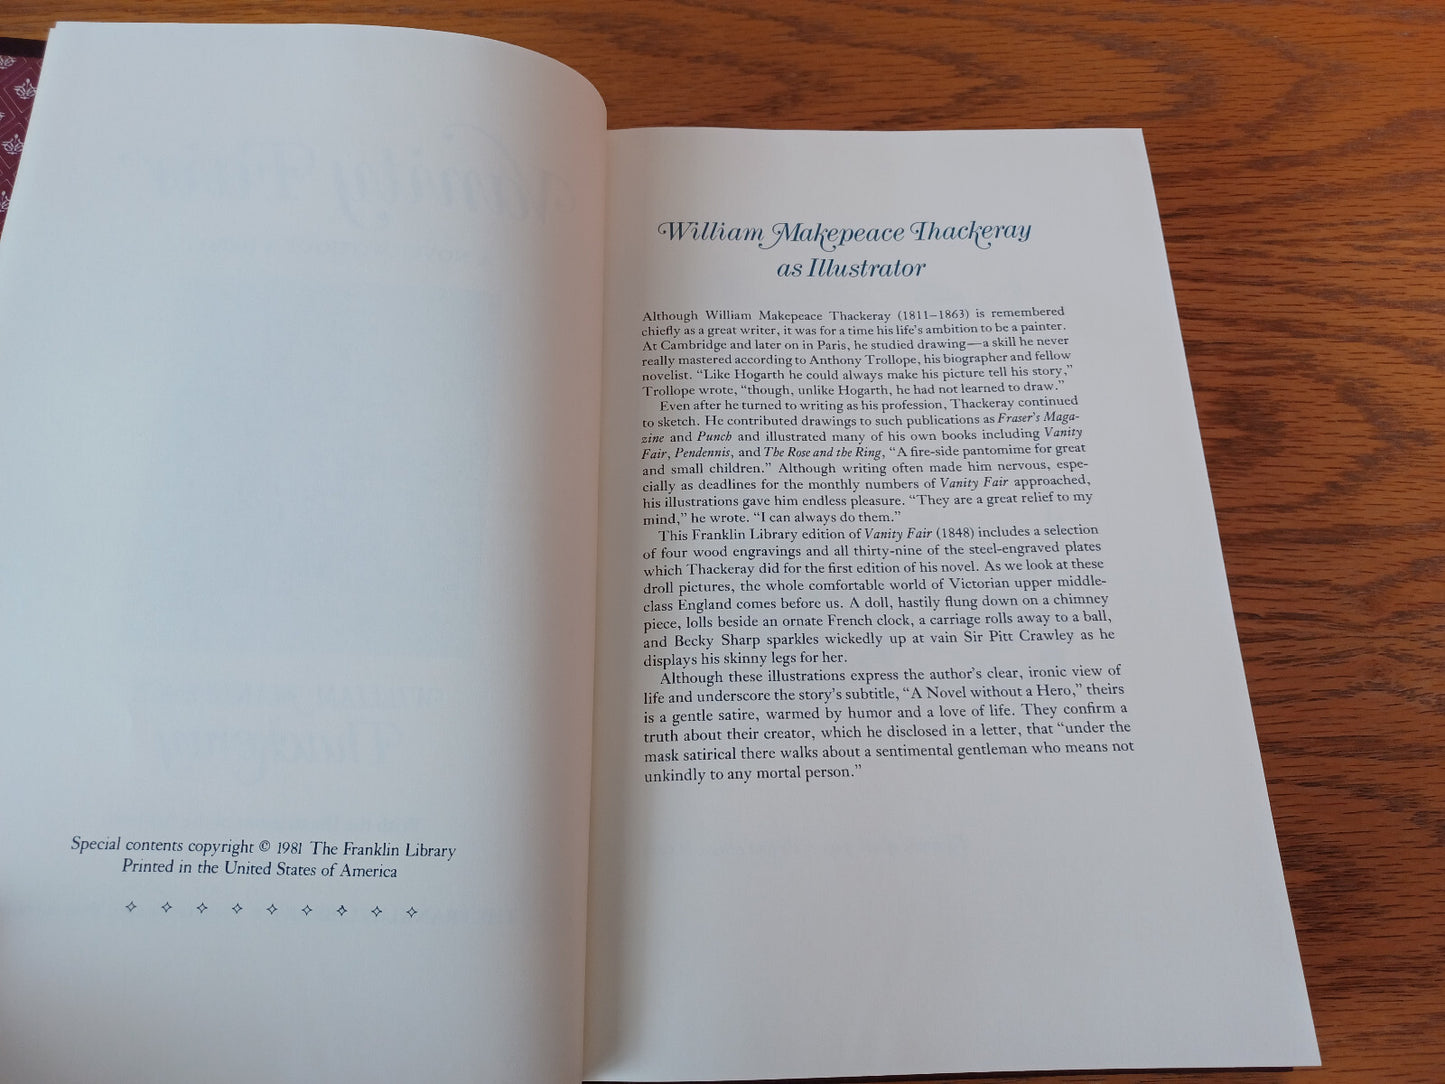 Special contents copyright © 1981 The Franklin Library
Printed in the United States of America
William Makepeace Thackeray
as Illustrator
Although William Makepeace Thackeray (1811–1863) is remembered
chiefly as a great writer, it was for a time his life's ambition to be a painter.
At Cambridge and later on in Paris, he studied drawing—a skill he never
really mastered according to Anthony Trollope, his biographer and fellow
novelist. "Like Hogarth he could always make his picture tell his story,"
Trollope wrote, "though, unlike Hogarth, he had not learned to draw."
Even after he turned to writing as his profession, Thackeray continued
to sketch. He contributed drawings to such publications as Fraser's Maga-
zine and Punch and illustrated many of his own books including Vanity
Fair, Pendennis, and The Rose and the Ring, "A fire-side pantomime for great
and small children." Although writing often made him nervous, espe-
cially as deadlines for the monthly numbers of Vanity Fair approached,
his illustrations gave him endless pleasure. "They are a great relief to my
mind," he wrote. "I can always do them."
This Franklin Library edition of Vanity Fair (1848) includes a selection
of four wood engravings and all thirty-nine of the steel-engraved plates
which Thackeray did for the first edition of his novel. As we look at these
droll pictures, the whole comfortable world of Victorian upper middle-
class England comes before us. A doll, hastily flung down on a chimney
piece, lolls beside an ornate French clock, a carriage rolls away to a ball,
and Becky Sharp sparkles wickedly up at vain Sir Pitt Crawley as he
displays his skinny legs for her.
Although these illustrations express the author's clear, ironic view of
life and underscore the story's subtitle, "A Novel without a Hero," theirs
is a gentle satire, warmed by humor and a love of life. They confirm a
truth about their creator, which he disclosed in a letter, that "under the
mask satirical there walks about a sentimental gentleman who means not
unkindly to any mortal person."